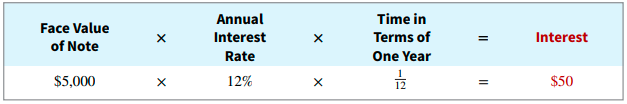 Face Value of Note × Annual Interest Rate × Time in Terms of One Year = Interest
$5,000 × 12% × 1/12 = $50